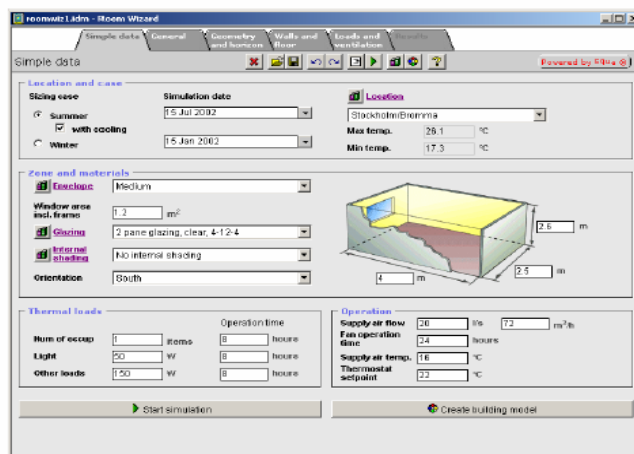 roomwiz1.idm - Room Wizard
Simple data General Geometry and horizon Walls and floor Loads and ventilation Results
Simple data
Powered by Equa
Location and case
Sizing case Simulation date Location
Summer 15 Jul 2002 Stockholm/Bromma
with cooling Max temp. 26.1 °C
Winter 15 Jan 2002 Min temp. 17.3 °C
Zone and materials
Envelope Medium
Window area incl. frame 1.2 m²
Glazing 2 pane glazing, clear, 4-12-4
Internal shading No internal shading
Orientation South
2.6 m
2.5 m
4 m
Thermal loads
Operation time
Num of occup 1 items 8 hours
Light 50 W 8 hours
Other loads 150 W 8 hours
Operation
Supply air flow 20 l/s 72 m³/h
Fan operation time 24 hours
Supply air temp. 16 °C
Thermostat setpoint 22 °C
Start simulation Create building model